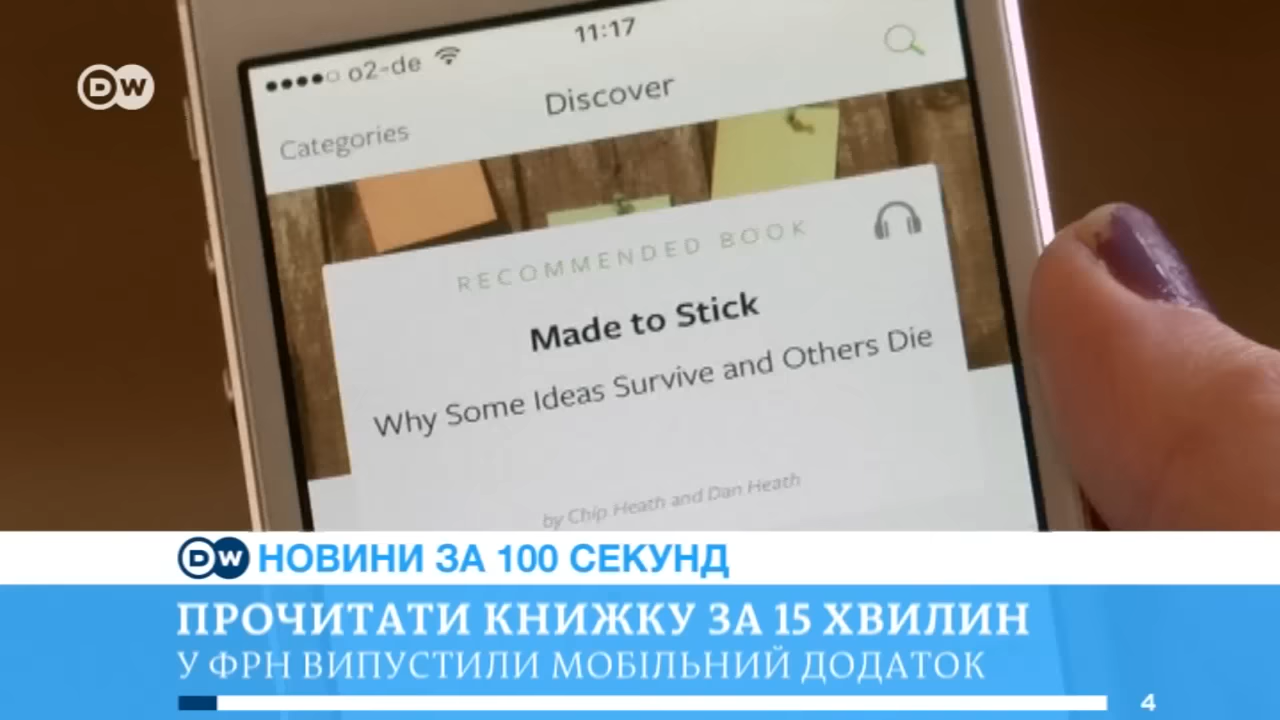 DW
11:17
o2-de
Categories
Discover
RECOMMENDED BOOK
Made to Stick
Why Some Ideas Survive and Others Die
by Chip Heath and Dan Heath
DW НОВИНИ ЗА 100 СЕКУНД
ПРОЧИТАТИ КНИЖКУ ЗА 15 ХВИЛИН
У ФРН ВИПУСТИЛИ МОБІЛЬНИЙ ДОДАТОК
4